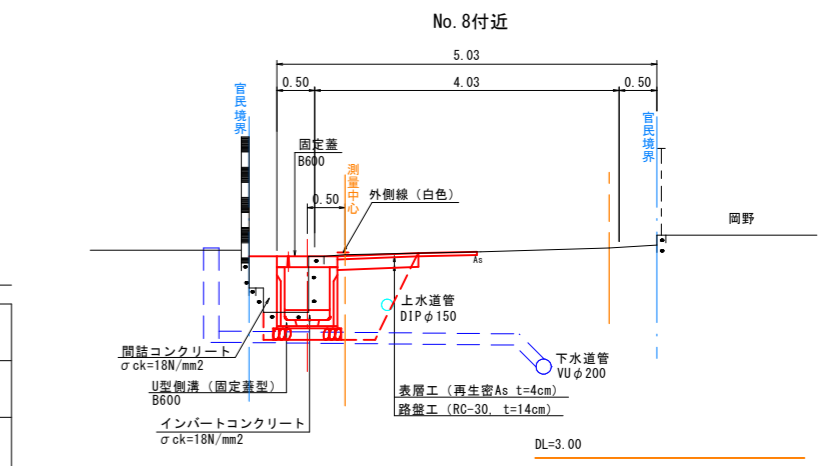 No.8付近
5.03
0.50
4.03
0.50
官民境界
官民境界
固定蓋
B600
測量中心
0.50
外側線（白色）
岡野
As
上水道管
DIPφ150
間詰コンクリート
σck=18N/mm2
下水道管
VUφ200
U型側溝（固定蓋型）
B600
表層工（再生密As t=4cm）
路盤工（RC-30, t=14cm）
インバートコンクリート
σck=18N/mm2
DL=3.00